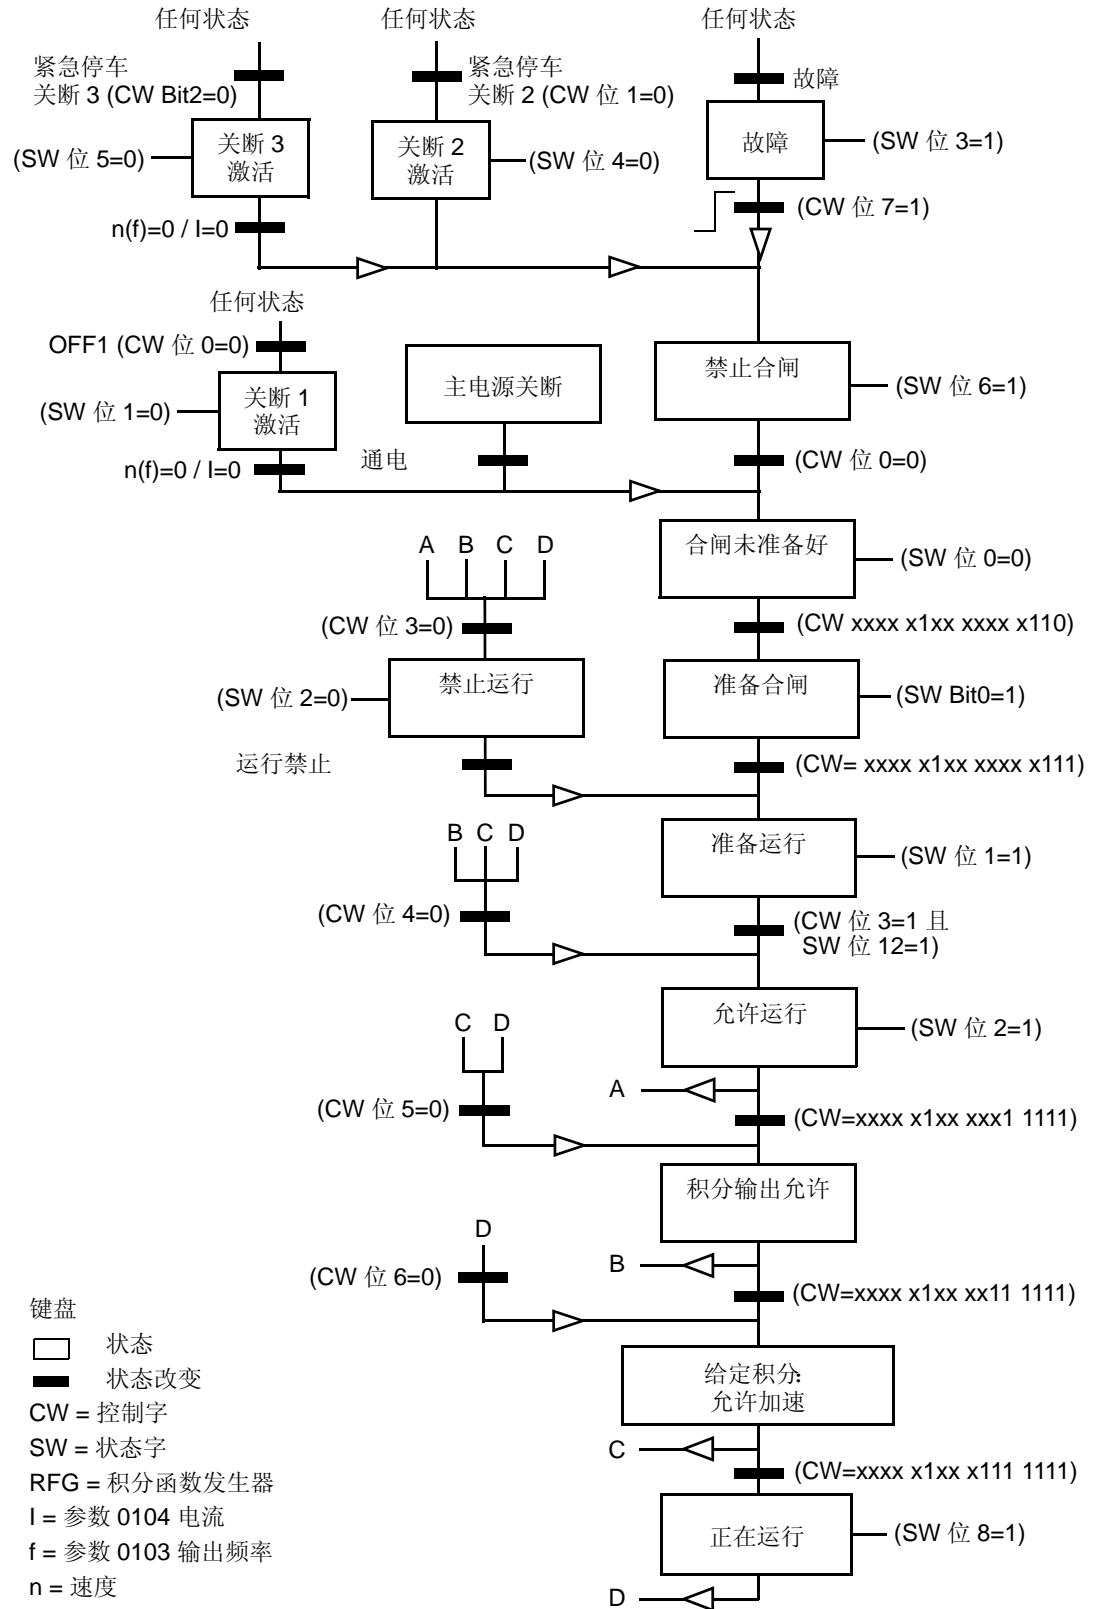 任何状态
任何状态
任何状态
紧急停车
关断 3 (CW Bit2=0)
紧急停车
关断 2 (CW 位 1=0)
故障
关断 3
激活
(SW 位 5=0)
关断 2
激活
(SW 位 4=0)
故障
(SW 位 3=1)
(CW 位 7=1)
n(f)=0 / I=0
任何状态
OFF1 (CW 位 0=0)
关断 1
激活
(SW 位 1=0)
主电源关断
禁止合闸
(SW 位 6=1)
n(f)=0 / I=0
通电
(CW 位 0=0)
合闸未准备好
(SW 位 0=0)
A B C D
(CW 位 3=0)
(CW xxxx x1xx xxxx x110)
禁止运行
(SW 位 2=0)
准备合闸
(SW Bit0=1)
运行禁止
(CW= xxxx x1xx xxxx x111)
B C D
准备运行
(SW 位 1=1)
(CW 位 4=0)
(CW 位 3=1 且
SW 位 12=1)
C D
允许运行
(SW 位 2=1)
A
(CW 位 5=0)
(CW=xxxx x1xx xxx1 1111)
积分输出允许
D
B
(CW 位 6=0)
(CW=xxxx x1xx xx11 1111)
给定积分:
允许加速
C
(CW=xxxx x1xx x111 1111)
正在运行
(SW 位 8=1)
D
键盘
状态
状态改变
CW = 控制字
SW = 状态字
RFG = 积分函数发生器
I = 参数 0104 电流
f = 参数 0103 输出频率
n = 速度